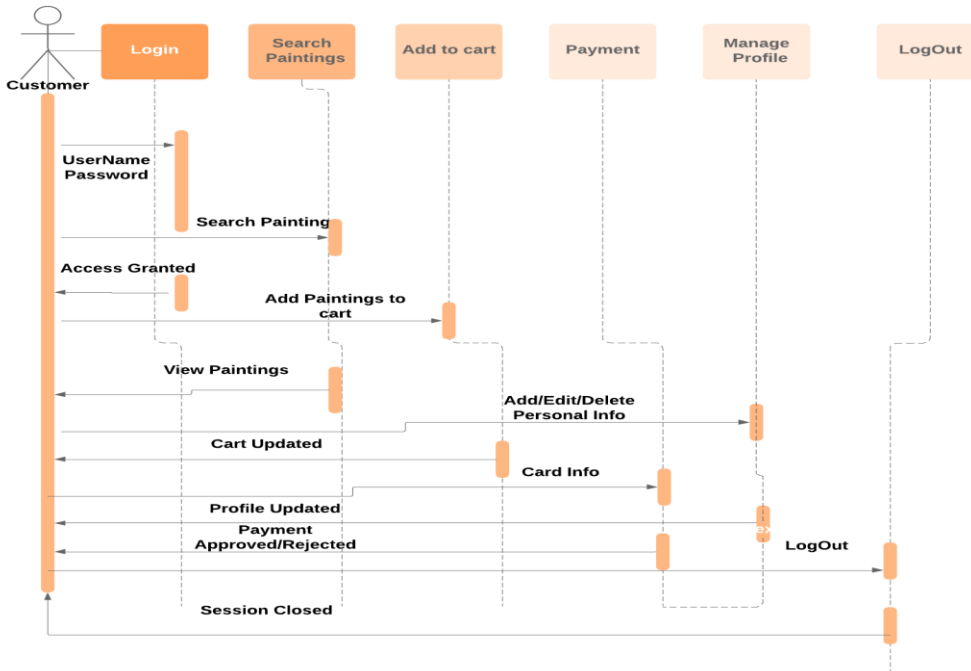 Login
Search
Paintings
Add to cart
Payment
Manage
Profile
LogOut
Customer
UserName
Password
Search Painting
Access Granted
Add Paintings to
cart
View Paintings
Add/Edit/Delete
Personal Info
Cart Updated
Card Info
Profile Updated
Payment
Approved/Rejected
LogOut
Session Closed